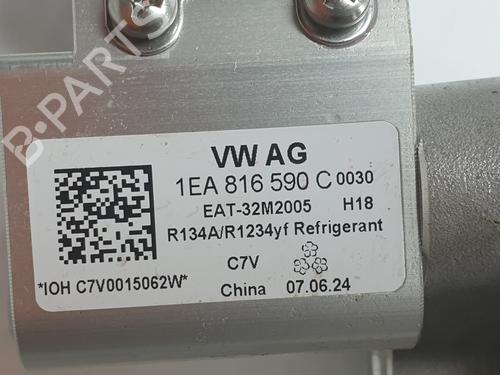 B-PARTS
VW AG
1EA 816 590 C 0030
EAT-32M2005 H18
R134A/R1234yf Refrigerant
C7V
*IOH C7V0015062W*
China 07.06.24